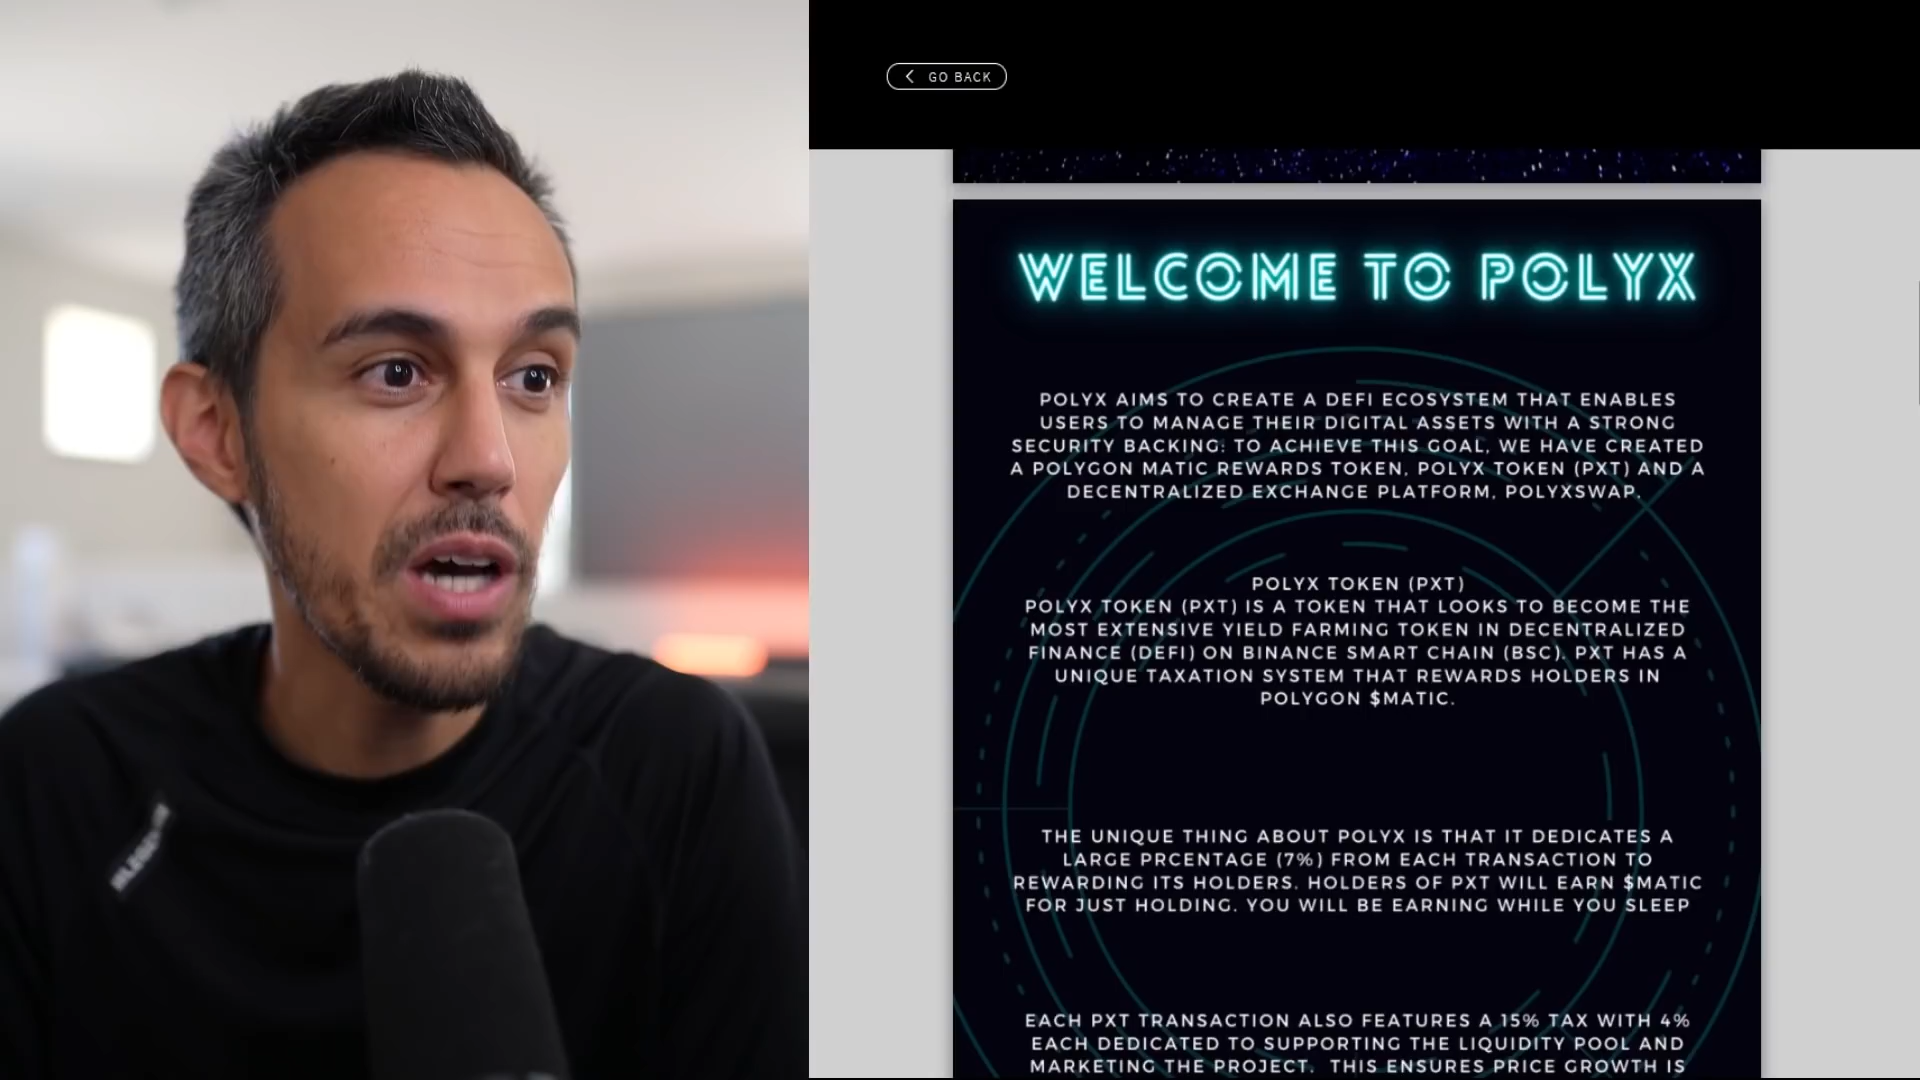 GO BACK
WELCOME TO POLYX
POLYX AIMS TO CREATE A DEFI ECOSYSTEM THAT ENABLES
USERS TO MANAGE THEIR DIGITAL ASSETS WITH A STRONG
SECURITY BACKING: TO ACHIEVE THIS GOAL, WE HAVE CREATED
A POLYGON MATIC REWARDS TOKEN, POLYX TOKEN (PXT) AND A
DECENTRALIZED EXCHANGE PLATFORM, POLYXSWAP.
POLYX TOKEN (PXT)
POLYX TOKEN (PXT) IS A TOKEN THAT LOOKS TO BECOME THE
MOST EXTENSIVE YIELD FARMING TOKEN IN DECENTRALIZED
FINANCE (DEFI) ON BINANCE SMART CHAIN (BSC). PXT HAS A
UNIQUE TAXATION SYSTEM THAT REWARDS HOLDERS IN
POLYGON $MATIC.
THE UNIQUE THING ABOUT POLYX IS THAT IT DEDICATES A
LARGE PRCENTAGE (7%) FROM EACH TRANSACTION TO
REWARDING ITS HOLDERS. HOLDERS OF PXT WILL EARN $MATIC
FOR JUST HOLDING. YOU WILL BE EARNING WHILE YOU SLEEP
EACH PXT TRANSACTION ALSO FEATURES A 15% TAX WITH 4%
EACH DEDICATED TO SUPPORTING THE LIQUIDITY POOL AND
MARKETING THE PROJECT. THIS ENSURES PRICE GROWTH IS